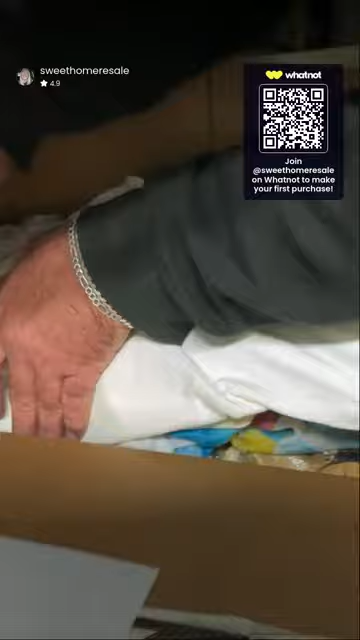 sweethomeresale
★ 4.9
whatnot
Join
@sweethomeresale
on Whatnot to make
your first purchase!